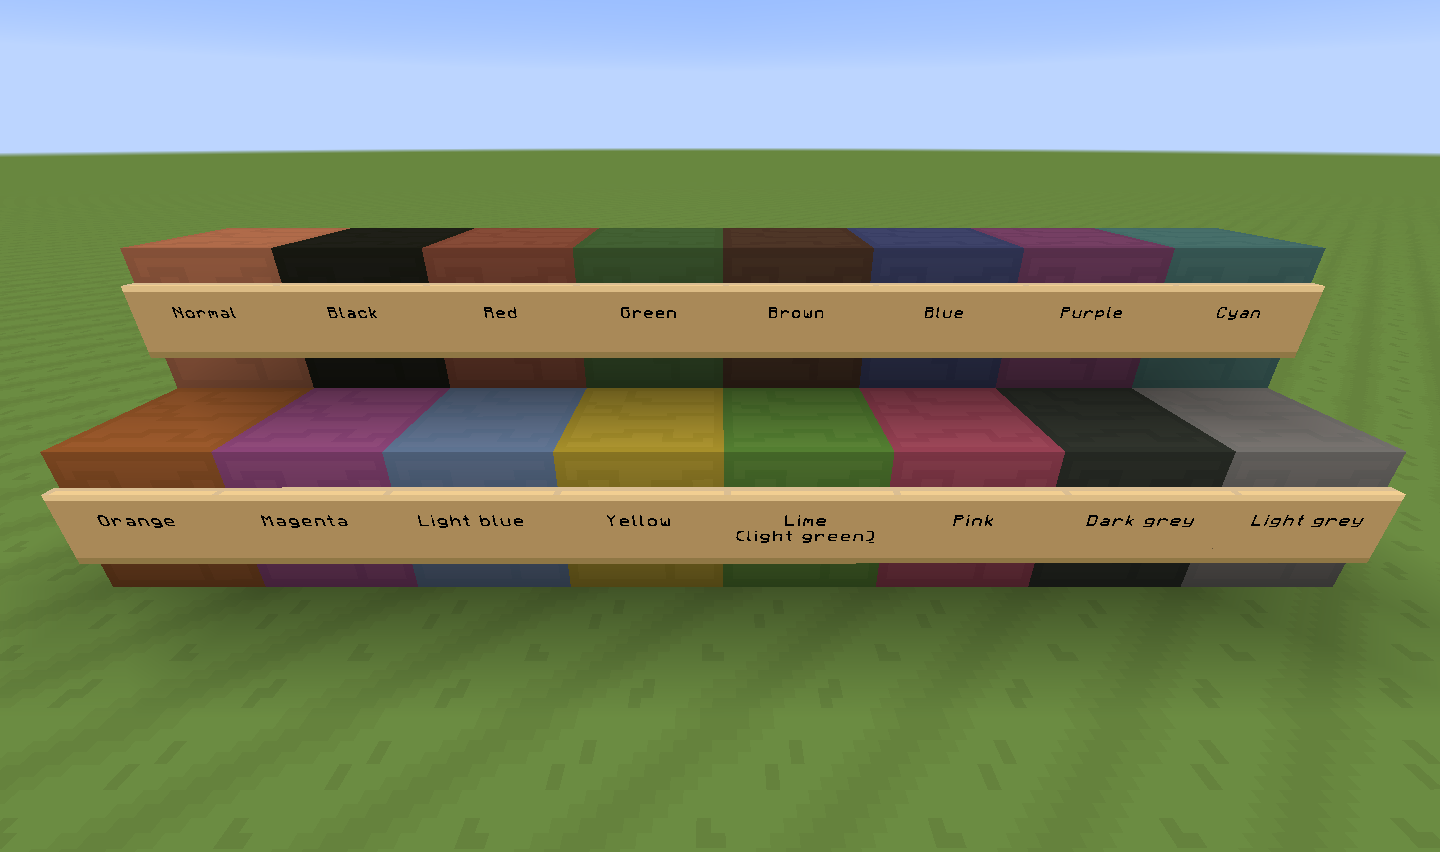 Normal Black Red Green Brown Blue Purple Cyan
Orange Magenta Light blue Yellow Lime Pink Dark grey Light grey
(light green)